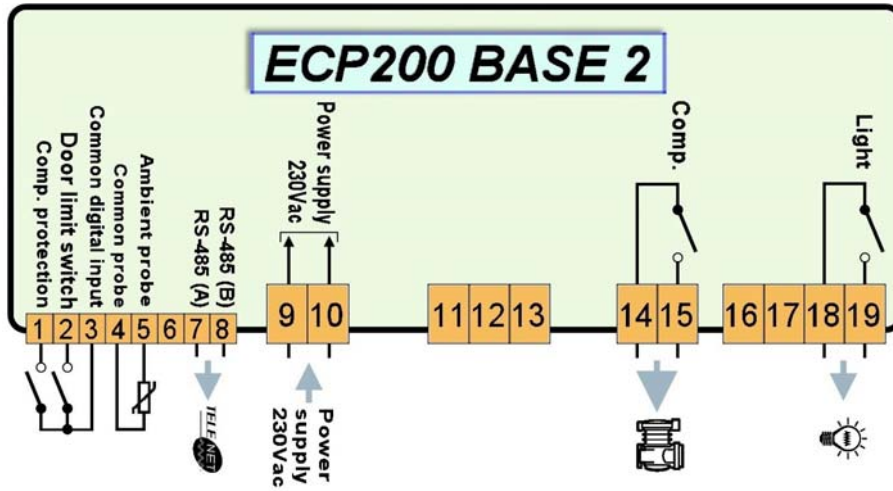 ECP200 BASE 2
Comp. protection
Door limit switch
Common digital input
Common probe
Ambient probe
RS-485 (A)
RS-485 (B)
Power supply
230Vac
Comp.
Light
1 2 3 4 5 6 7 8
9 10
11 12 13
14 15
16 17 18 19
TELENET
Power
supply
230Vac